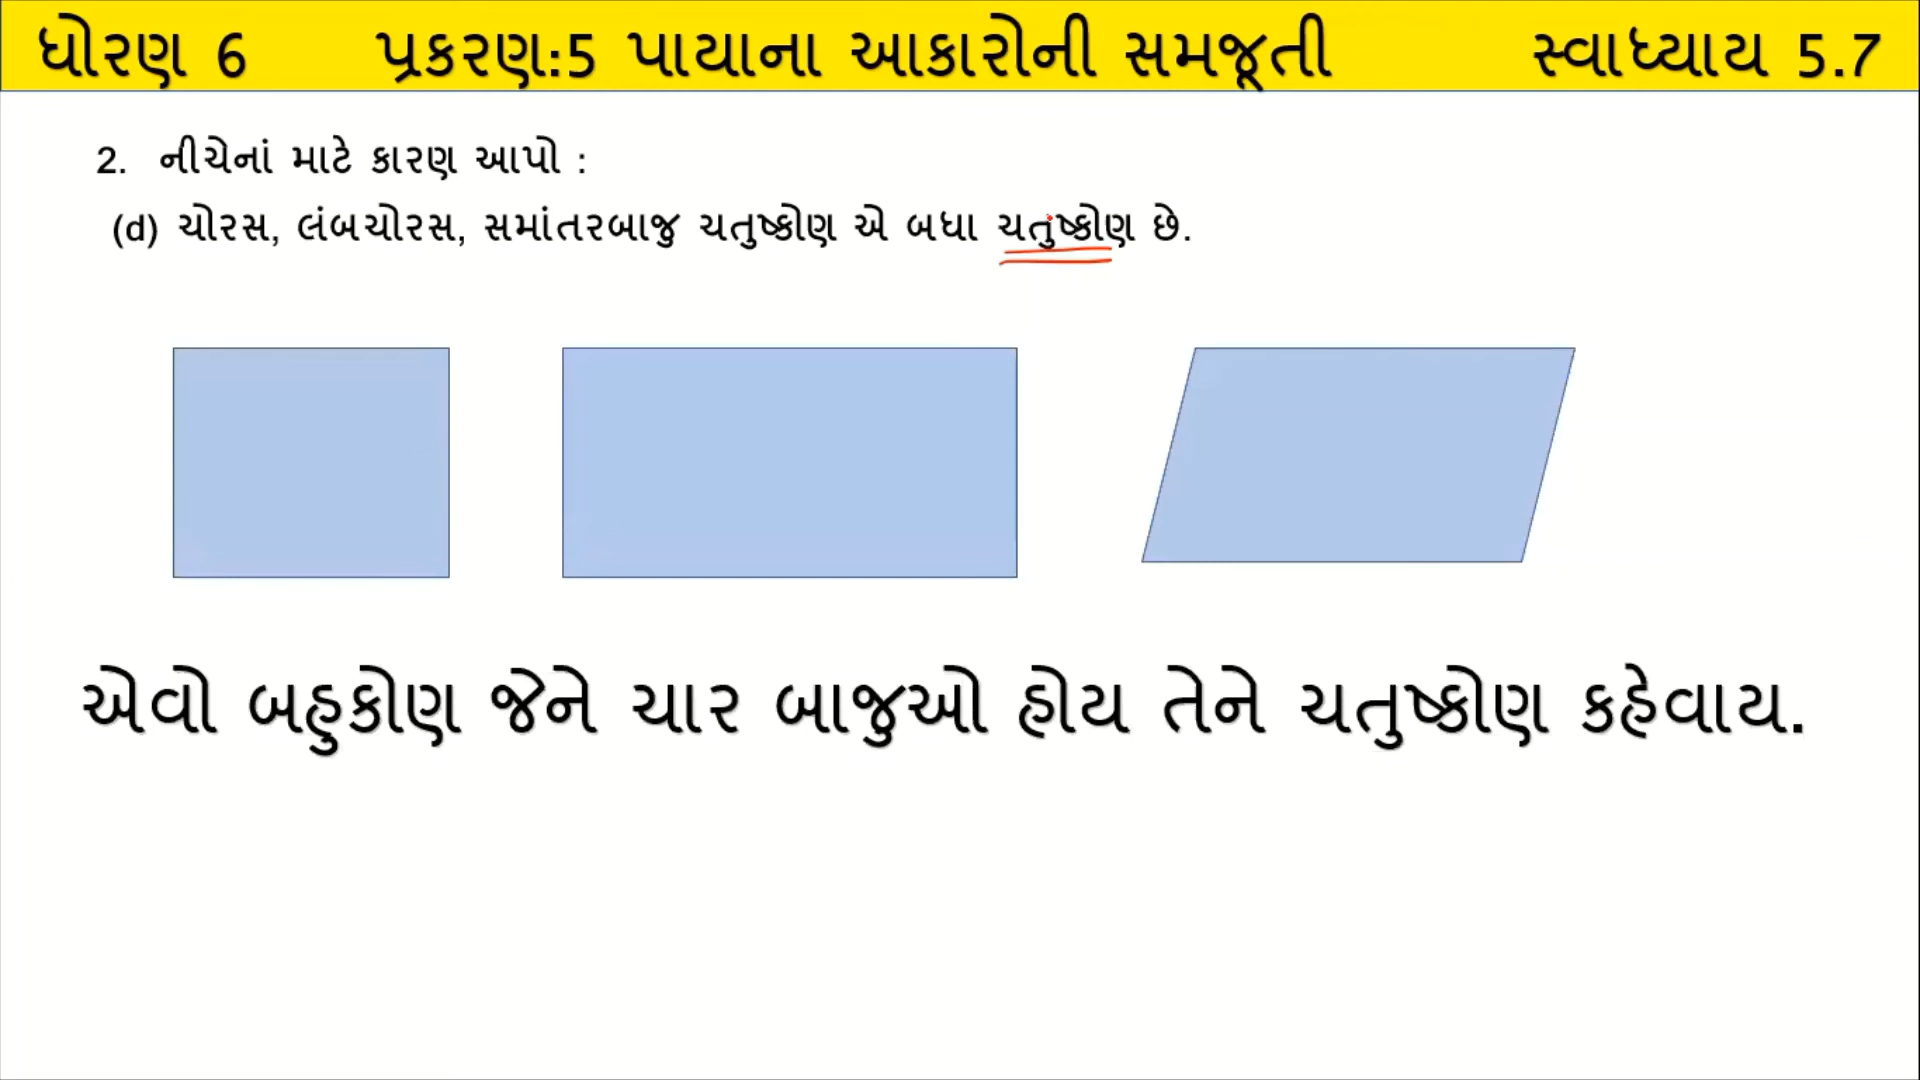 ધોરણ 6 પ્રકરણ:5 પાયાના આકારોની સમજૂતી સ્વાધ્યાય 5.7
2. નીચેનાં માટે કારણ આપો :
(d) ચોરસ, લંબચોરસ, સમાંતરબાજુ ચતુષ્કોણ એ બધા ચતુષ્કોણ છે.
એવો બહુકોણ જેને ચાર બાજુઓ હોય તેને ચતુષ્કોણ કહેવાય.